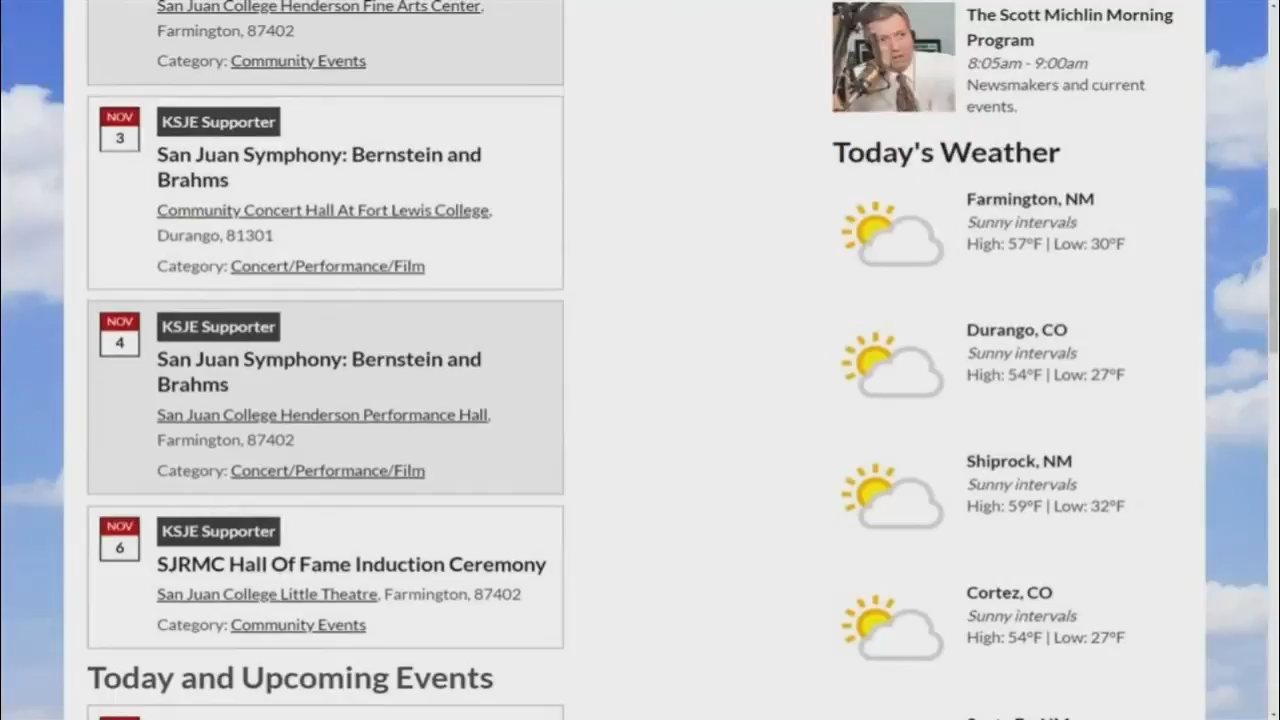 San Juan College Henderson Fine Arts Center,
Farmington, 87402
Category: Community Events
NOV
3
KSJE Supporter
San Juan Symphony: Bernstein and
Brahms
Community Concert Hall At Fort Lewis College,
Durango, 81301
Category: Concert/Performance/Film
NOV
4
KSJE Supporter
San Juan Symphony: Bernstein and
Brahms
San Juan College Henderson Performance Hall,
Farmington, 87402
Category: Concert/Performance/Film
NOV
6
KSJE Supporter
SJRMC Hall Of Fame Induction Ceremony
San Juan College Little Theatre, Farmington, 87402
Category: Community Events
Today and Upcoming Events
The Scott Michlin Morning
Program
8:05am - 9:00am
Newsmakers and current
events.
Today's Weather
Farmington, NM
Sunny intervals
High: 57°F | Low: 30°F
Durango, CO
Sunny intervals
High: 54°F | Low: 27°F
Shiprock, NM
Sunny intervals
High: 59°F | Low: 32°F
Cortez, CO
Sunny intervals
High: 54°F | Low: 27°F